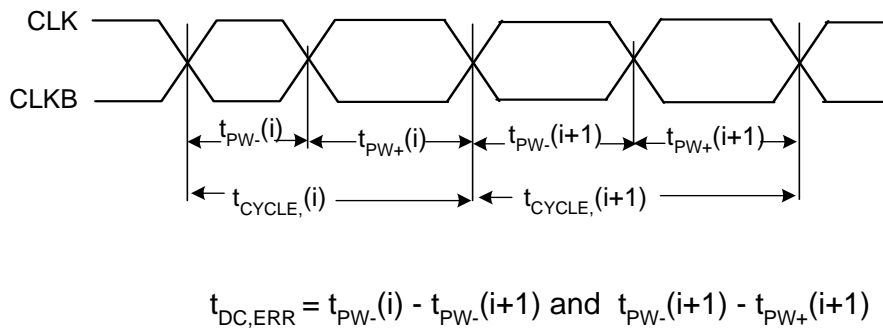 CLK
CLKB
tPW-(i) tPW+(i) tPW-(i+1) tPW+(i+1)
tCYCLE,(i) tCYCLE,(i+1)
tDC,ERR = tPW-(i) - tPW-(i+1) and tPW-(i+1) - tPW+(i+1)